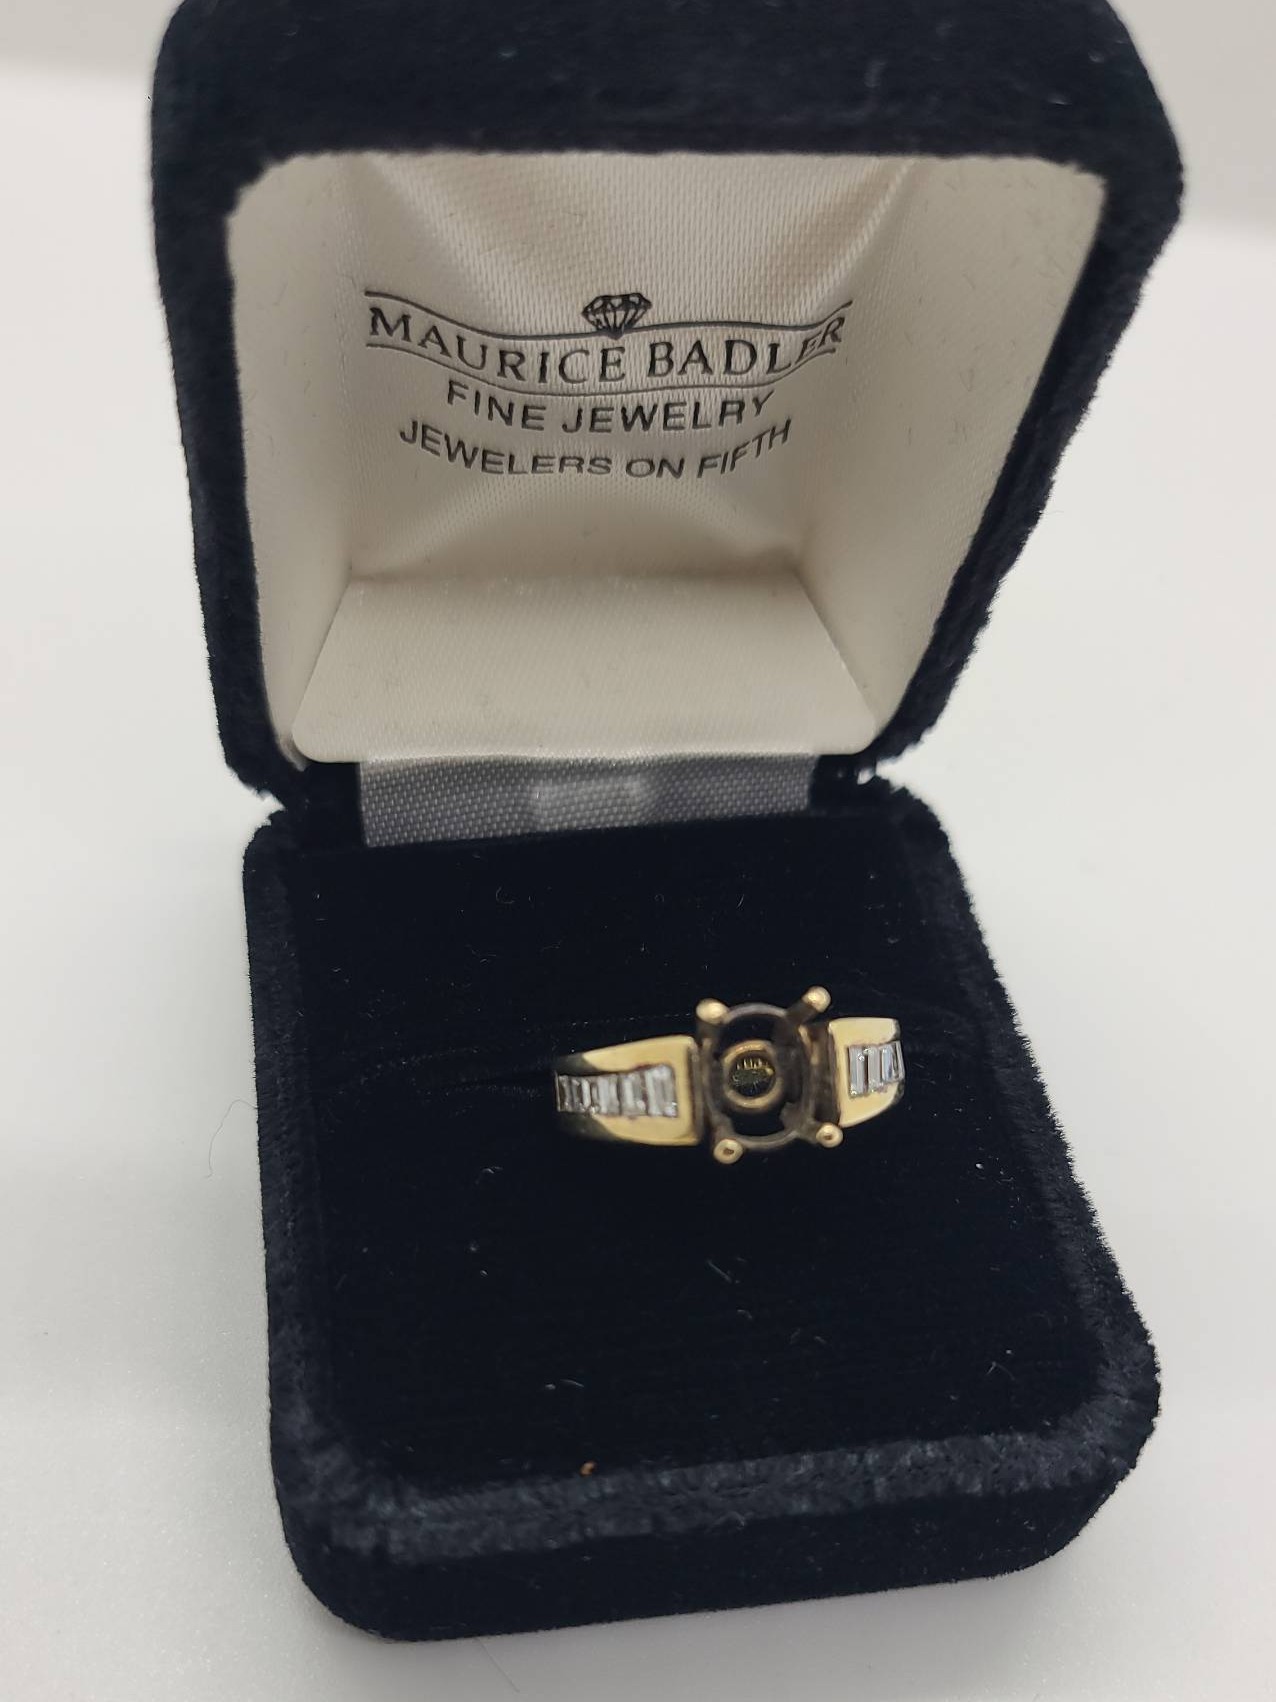 MAURICE BADLER
FINE JEWELRY
JEWELERS ON FIFTH